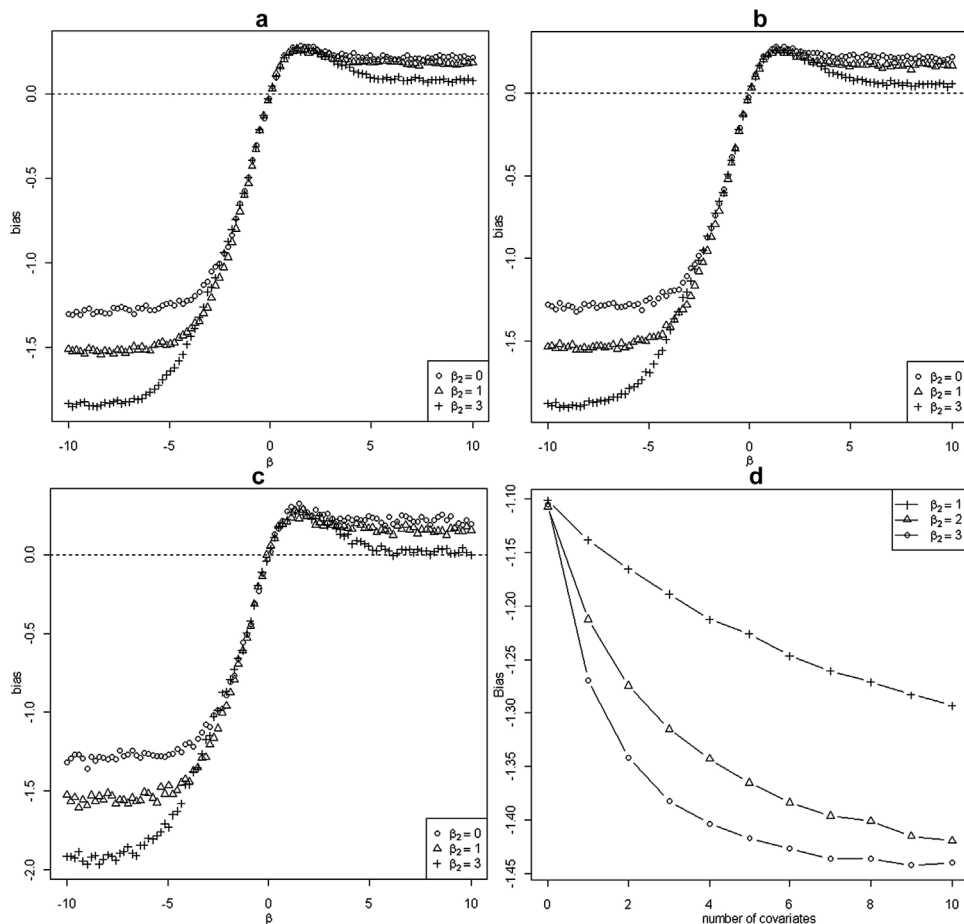 a
bias
0.0
-0.5
-1.0
-1.5
-10
-5
0
5
10
β
β₂ = 0
β₂ = 1
β₂ = 3
b
bias
0.0
-0.5
-1.0
-1.5
-10
-5
0
5
10
β
β₂ = 0
β₂ = 1
β₂ = 3
c
bias
0.0
-0.5
-1.0
-1.5
-2.0
-10
-5
0
5
10
β
β₂ = 0
β₂ = 1
β₂ = 3
d
Bias
-1.10
-1.15
-1.20
-1.25
-1.30
-1.35
-1.40
-1.45
0
2
4
6
8
10
number of covariates
β₂ = 1
β₂ = 2
β₂ = 3